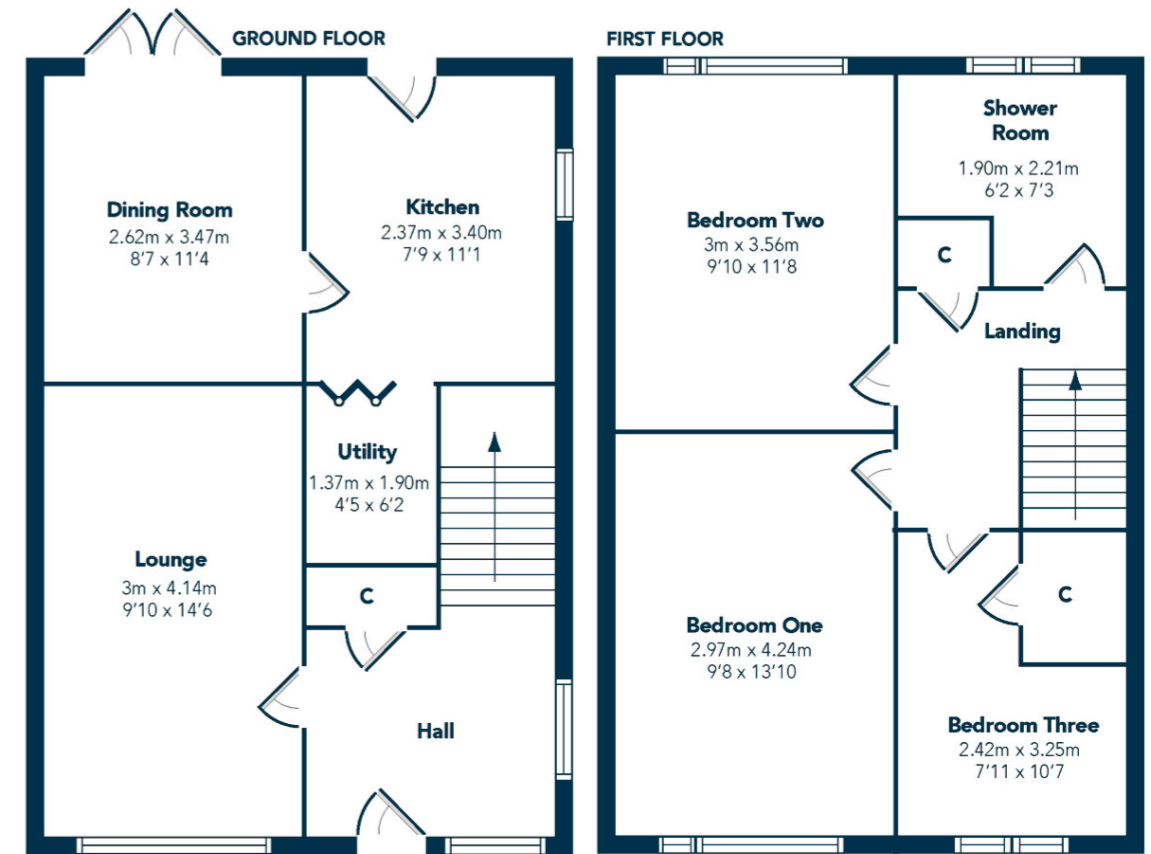 GROUND FLOOR
Dining Room
2.62m x 3.47m
8'7 x 11'4
Kitchen
2.37m x 3.40m
7'9 x 11'1
Utility
1.37m x 1.90m
4'5 x 6'2
Lounge
3m x 4.14m
9'10 x 14'6
C
Hall
FIRST FLOOR
Shower
Room
1.90m x 2.21m
6'2 x 7'3
Bedroom Two
3m x 3.56m
9'10 x 11'8
C
Landing
Bedroom One
2.97m x 4.24m
9'8 x 13'10
C
Bedroom Three
2.42m x 3.25m
7'11 x 10'7